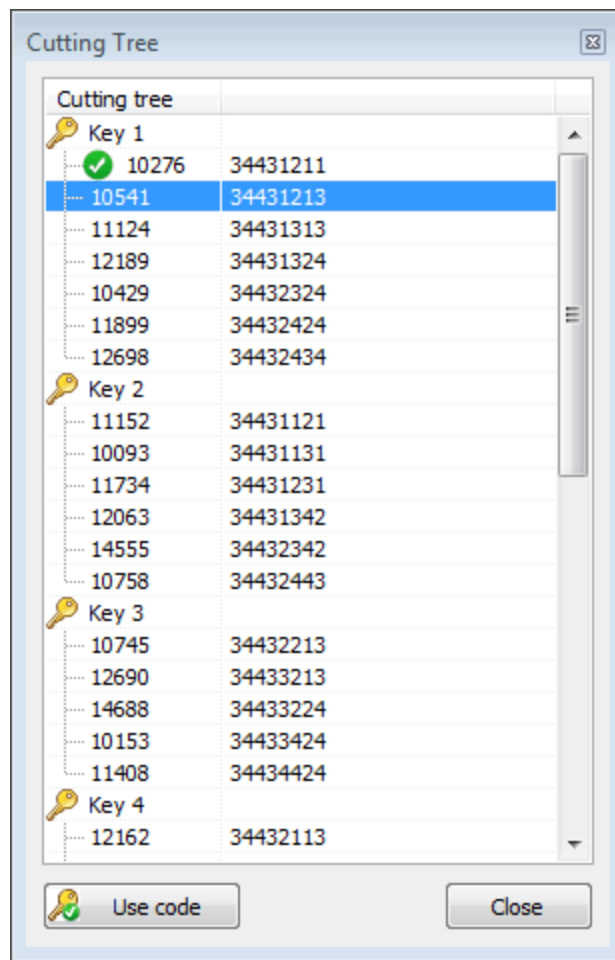 Cutting Tree
Cutting tree
Key 1
10276 34431211
10541 34431213
11124 34431313
12189 34431324
10429 34432324
11899 34432424
12698 34432434
Key 2
11152 34431121
10093 34431131
11734 34431231
12063 34431342
14555 34432342
10758 34432443
Key 3
10745 34432213
12690 34433213
14688 34433224
10153 34433424
11408 34434424
Key 4
12162 34432113
Use code Close